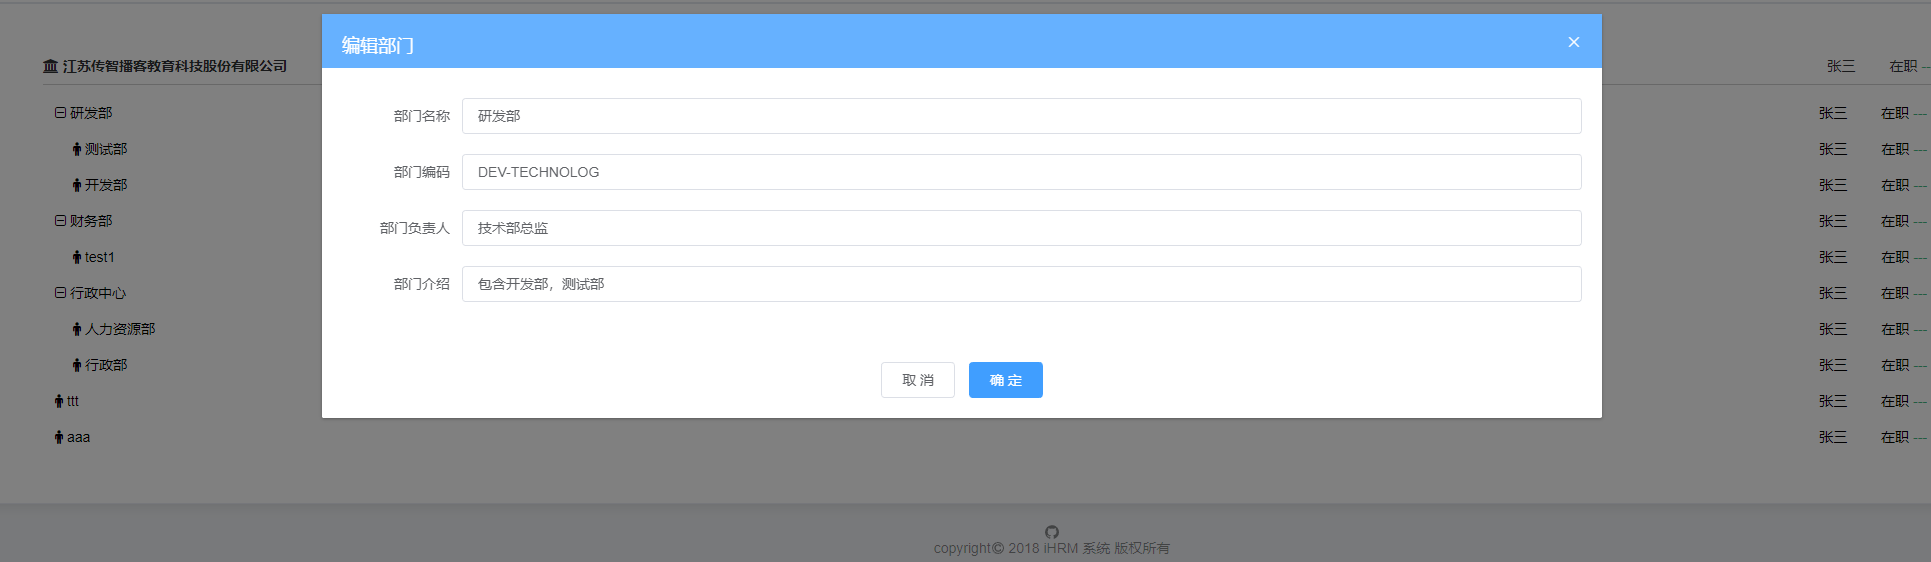 编辑部门
江苏传智播客教育科技股份有限公司 张三 在职 ---
部门名称 研发部
部门编码 DEV-TECHNOLOG
部门负责人 技术部总监
部门介绍 包含开发部，测试部
取 消 确 定
研发部 张三 在职 ---
测试部 张三 在职 ---
开发部 张三 在职 ---
财务部 张三 在职 ---
test1 张三 在职 ---
行政中心 张三 在职 ---
人力资源部 张三 在职 ---
行政部 张三 在职 ---
ttt 张三 在职 ---
aaa 张三 在职 ---
copyright© 2018 iHRM 系统 版权所有